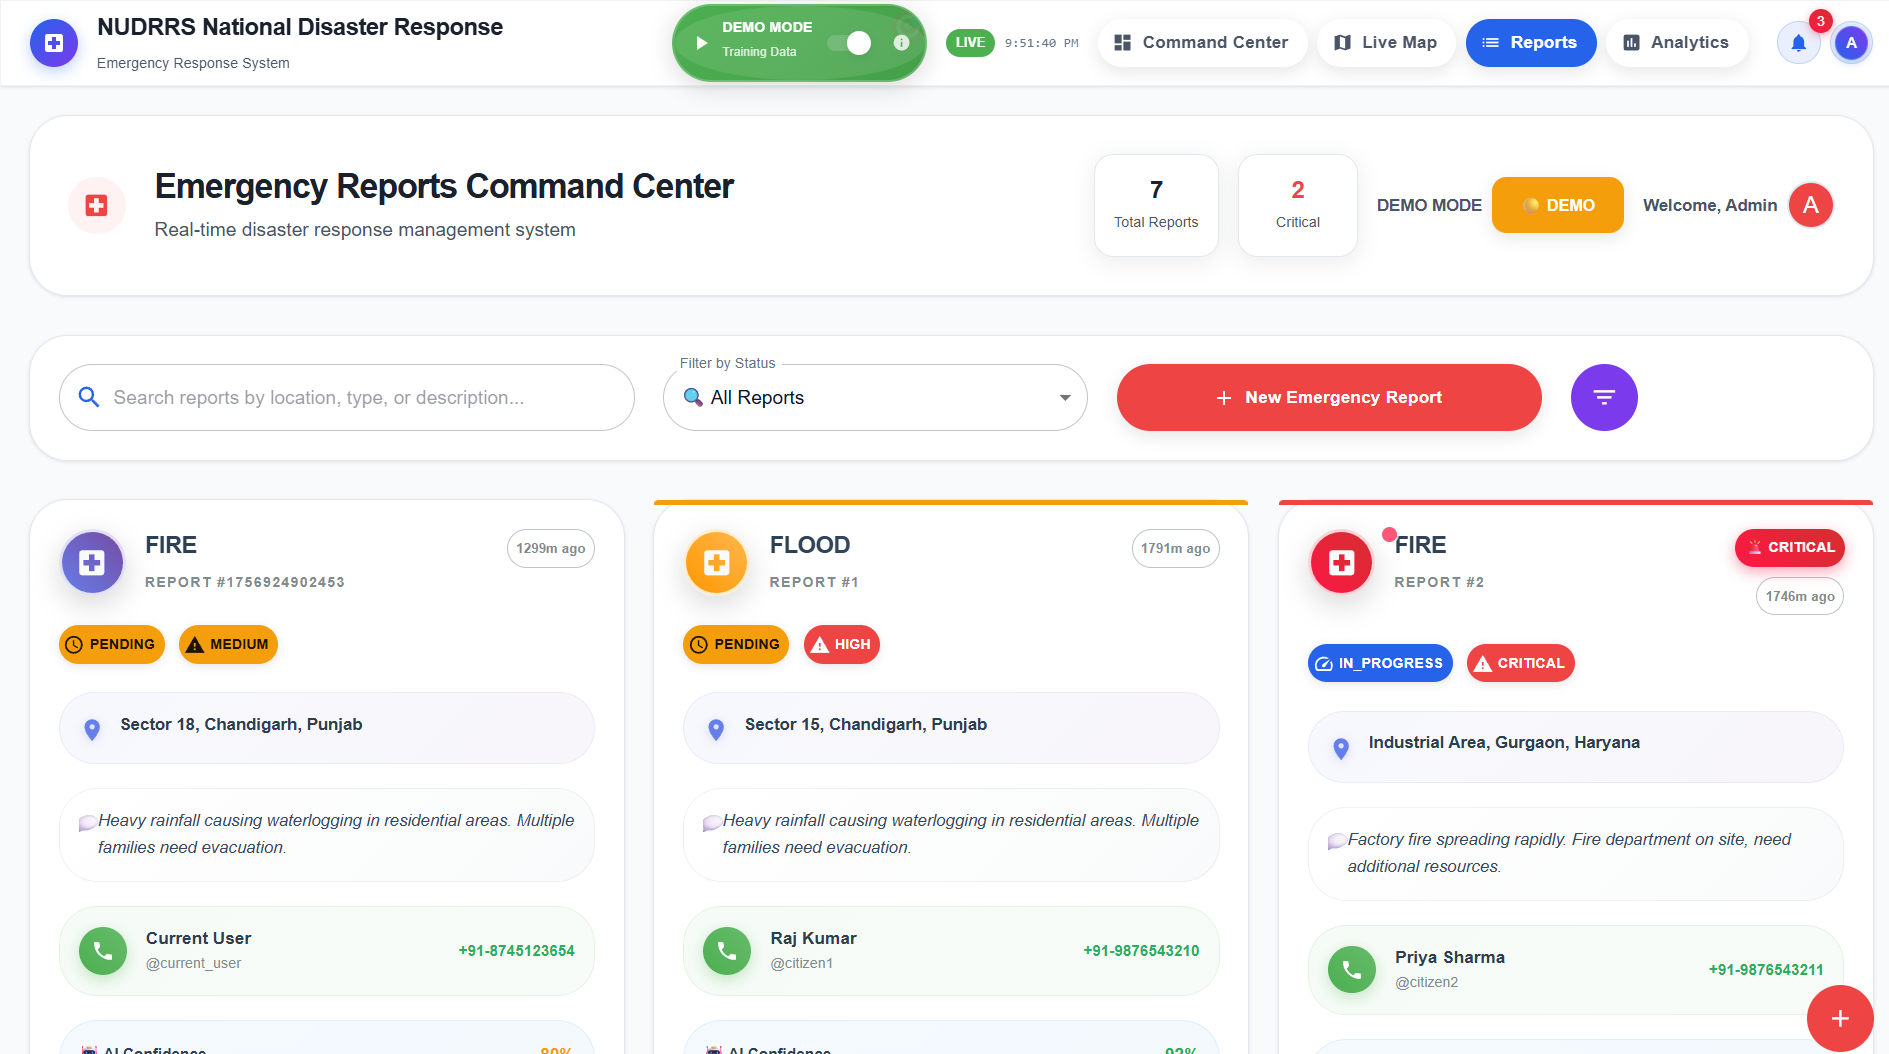 NUDRRS National Disaster Response
Emergency Response System
DEMO MODE
Training Data
LIVE
9:51:40 PM
Command Center
Live Map
Reports
Analytics
3
A
Emergency Reports Command Center
Real-time disaster response management system
7
Total Reports
2
Critical
DEMO MODE
DEMO
Welcome, Admin
A
Search reports by location, type, or description...
Filter by Status
All Reports
New Emergency Report
FIRE
REPORT #1756924902453
1299m ago
PENDING
MEDIUM
Sector 18, Chandigarh, Punjab
Heavy rainfall causing waterlogging in residential areas. Multiple
families need evacuation.
Current User
@current_user
+91-8745123654
AI Confidence
80%
FLOOD
REPORT #1
1791m ago
PENDING
HIGH
Sector 15, Chandigarh, Punjab
Heavy rainfall causing waterlogging in residential areas. Multiple
families need evacuation.
Raj Kumar
@citizen1
+91-9876543210
AI Confidence
92%
FIRE
REPORT #2
CRITICAL
1746m ago
IN_PROGRESS
CRITICAL
Industrial Area, Gurgaon, Haryana
Factory fire spreading rapidly. Fire department on site, need
additional resources.
Priya Sharma
@citizen2
+91-9876543211